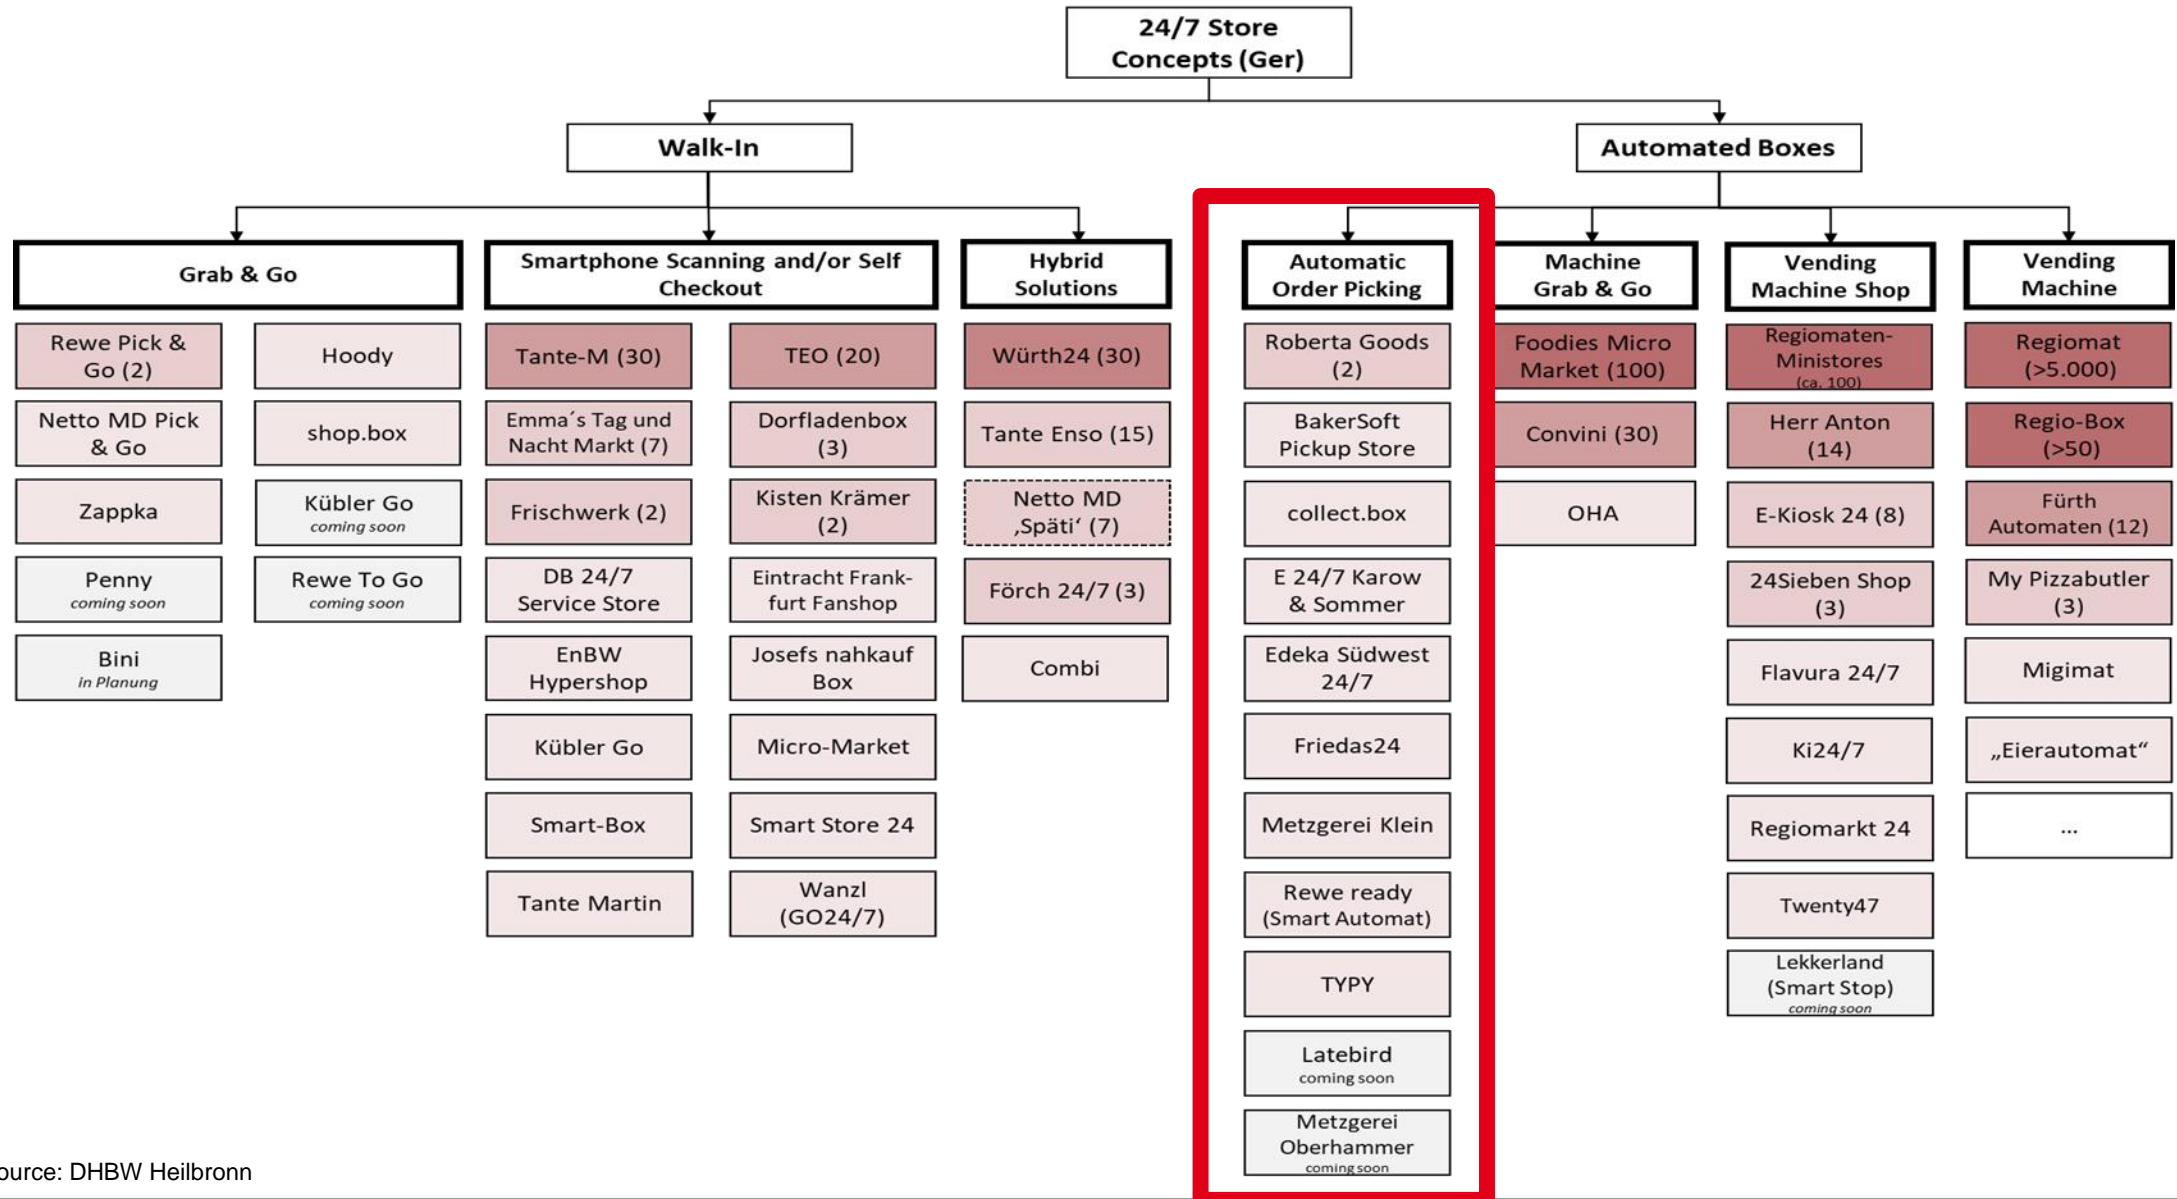 24/7 Store
Concepts (Ger)
Walk-In
Automated Boxes
Grab & Go
Rewe Pick &
Go (2)
Netto MD Pick
& Go
Zappka
Penny
coming soon
Bini
in Planung
Hoody
shop.box
Kübler Go
coming soon
Rewe To Go
coming soon
Smartphone Scanning and/or Self
Checkout
Tante-M (30)
Emma´s Tag und
Nacht Markt (7)
Frischwerk (2)
DB 24/7
Service Store
EnBW
Hypershop
Kübler Go
Smart-Box
Tante Martin
TEO (20)
Dorfladenbox
(3)
Kisten Krämer
(2)
Eintracht Frank-
furt Fanshop
Josefs nahkauf
Box
Micro-Market
Smart Store 24
Wanzl
(GO24/7)
Hybrid
Solutions
Würth24 (30)
Tante Enso (15)
Netto MD
‚Späti‘ (7)
Förch 24/7 (3)
Combi
Automatic
Order Picking
Roberta Goods
(2)
BakerSoft
Pickup Store
collect.box
E 24/7 Karow
& Sommer
Edeka Südwest
24/7
Friedas24
Metzgerei Klein
Rewe ready
(Smart Automat)
TYPY
Latebird
coming soon
Metzgerei
Oberhammer
coming soon
Machine
Grab & Go
Foodies Micro
Market (100)
Convini (30)
OHA
Vending
Machine Shop
Regiomaten-
Ministores
(ca. 100)
Herr Anton
(14)
E-Kiosk 24 (8)
24Sieben Shop
(3)
Flavura 24/7
Ki24/7
Regiomarkt 24
Twenty47
Lekkerland
(Smart Stop)
coming soon
Vending
Machine
Regiomat
(>5.000)
Regio-Box
(>50)
Fürth
Automaten (12)
My Pizzabutler
(3)
Migimat
„Eierautomat“
...
ource: DHBW Heilbronn